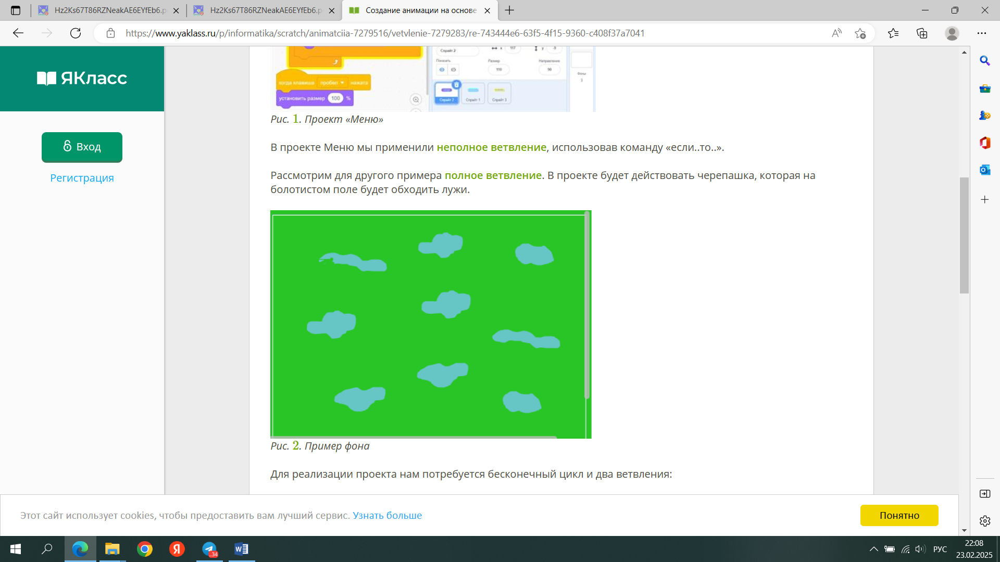 Hz2Ks67T86RZNeakAE6EYfEb6.p
Hz2Ks67T86RZNeakAE6EYfEb6.p
Создание анимации на основе
https://www.yaklass.ru/p/informatika/scratch/animatciia-7279516/vetvlenie-7279283/re-743444e6-63f5-4f15-9360-c408f37a7041
ЯКласс
Вход
Регистрация
когда клавиша пробел нажата
установить размер 100 %
Спрайт 2 x 117 y -9
Показать Размер Направление
110 90
Спрайт 2 Спрайт 1 Спрайт 3
Фоны
3
Рис. 1. Проект «Меню»
В проекте Меню мы применили неполное ветвление, использовав команду «если..то..».
Рассмотрим для другого примера полное ветвление. В проекте будет действовать черепашка, которая на
болотистом поле будет обходить лужи.
Рис. 2. Пример фона
Для реализации проекта нам потребуется бесконечный цикл и два ветвления:
Этот сайт использует cookies, чтобы предоставить вам лучший сервис. Узнать больше
Понятно
..34
РУС
22:08
23.02.2025